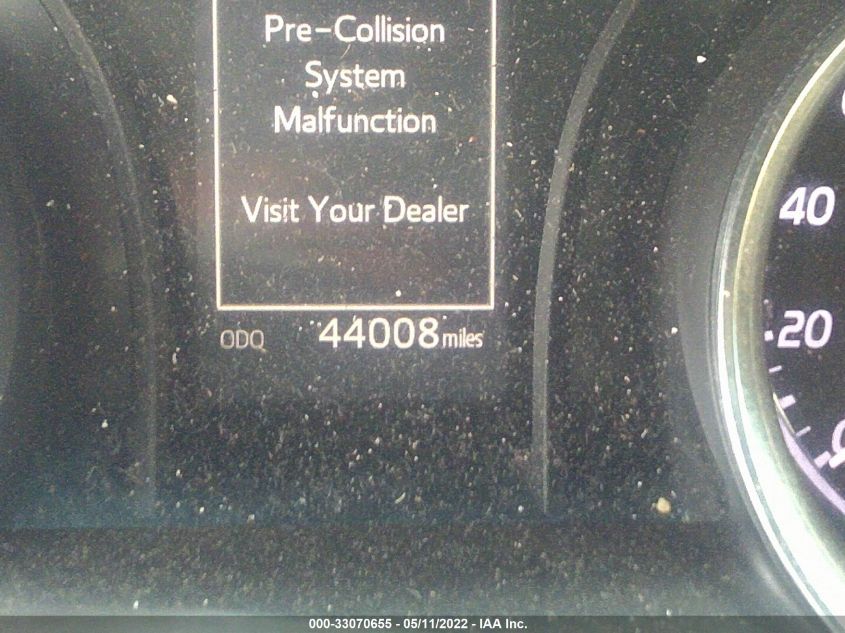 Pre-Collision
System
Malfunction
Visit Your Dealer
ODO 44008 miles
40
20
0
000-33070655 - 05/11/2022 - IAA Inc.